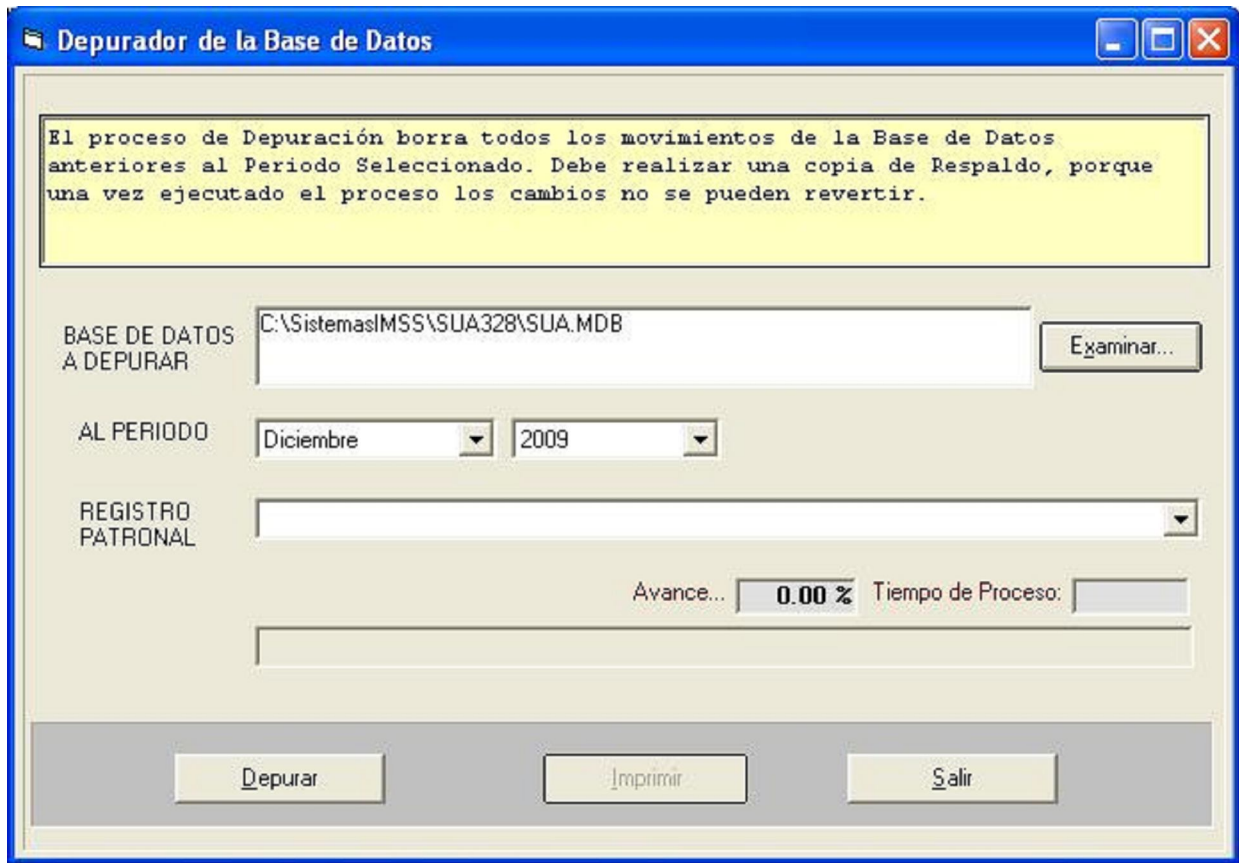 Depurador de la Base de Datos
El proceso de Depuración borra todos los movimientos de la Base de Datos
anteriores al Periodo Seleccionado. Debe realizar una copia de Respaldo, porque
una vez ejecutado el proceso los cambios no se pueden revertir.
BASE DE DATOS
A DEPURAR
C:\SistemasIMSS\SUA328\SUA.MDB
Examinar...
AL PERIODO
Diciembre
2009
REGISTRO
PATRONAL
Avance... 0.00 % Tiempo de Proceso:
Depurar
Imprimir
Salir